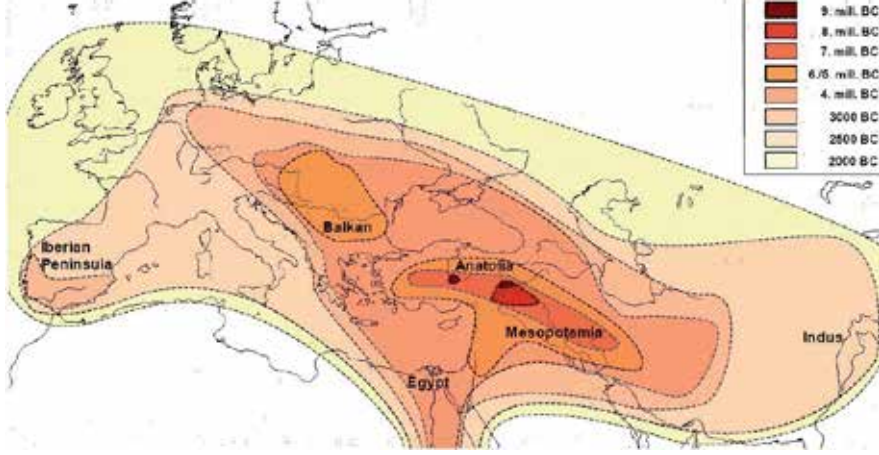 9. mill. BC
8. mill. BC
7. mill. BC
6./5. mill. BC
4. mill. BC
3000 BC
2500 BC
2000 BC
Balkan
Iberian
Peninsula
Anatolia
Mesopotamia
Indus
Egypt